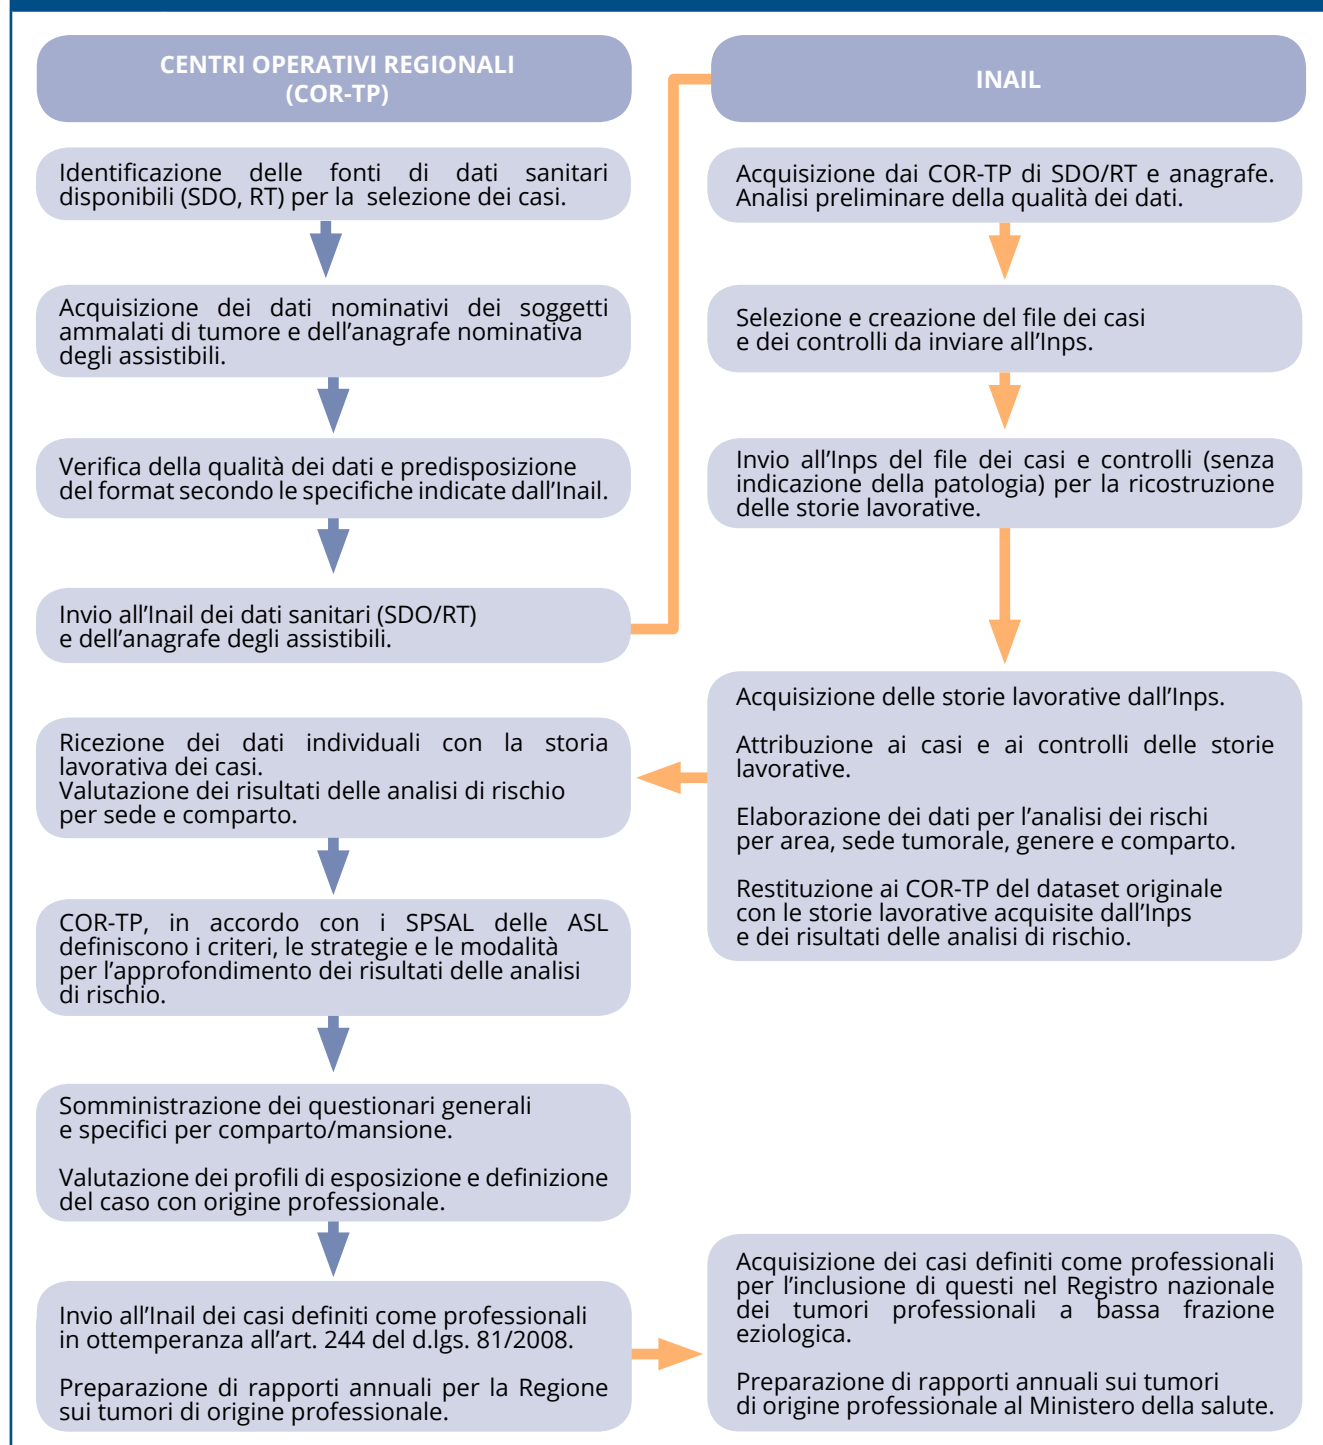 CENTRI OPERATIVI REGIONALI
(COR-TP)
Identificazione delle fonti di dati sanitari
disponibili (SDO, RT) per la selezione dei casi.
Acquisizione dei dati nominativi dei soggetti
ammalati di tumore e dell'anagrafe nominativa
degli assistibili.
Verifica della qualità dei dati e predisposizione
del format secondo le specifiche indicate dall'Inail.
Invio all'Inail dei dati sanitari (SDO/RT)
e dell'anagrafe degli assistibili.
INAIL
Acquisizione dai COR-TP di SDO/RT e anagrafe.
Analisi preliminare della qualità dei dati.
Selezione e creazione del file dei casi
e dei controlli da inviare all'Inps.
Invio all'Inps del file dei casi e controlli (senza
indicazione della patologia) per la ricostruzione
delle storie lavorative.
Acquisizione delle storie lavorative dall'Inps.
Attribuzione ai casi e ai controlli delle storie
lavorative.
Elaborazione dei dati per l'analisi dei rischi
per area, sede tumorale, genere e comparto.
Restituzione ai COR-TP del dataset originale
con le storie lavorative acquisite dall'Inps
e dei risultati delle analisi di rischio.
Ricezione dei dati individuali con la storia
lavorativa dei casi.
Valutazione dei risultati delle analisi di rischio
per sede e comparto.
COR-TP, in accordo con i SPSAL delle ASL
definiscono i criteri, le strategie e le modalità
per l'approfondimento dei risultati delle analisi
di rischio.
Somministrazione dei questionari generali
e specifici per comparto/mansione.
Valutazione dei profili di esposizione e definizione
del caso con origine professionale.
Invio all'Inail dei casi definiti come professionali
in ottemperanza all'art. 244 del d.lgs. 81/2008.
Preparazione di rapporti annuali per la Regione
sui tumori di origine professionale.
Acquisizione dei casi definiti come professionali
per l'inclusione di questi nel Registro nazionale
dei tumori professionali a bassa frazione
eziologica.
Preparazione di rapporti annuali sui tumori
di origine professionale al Ministero della salute.